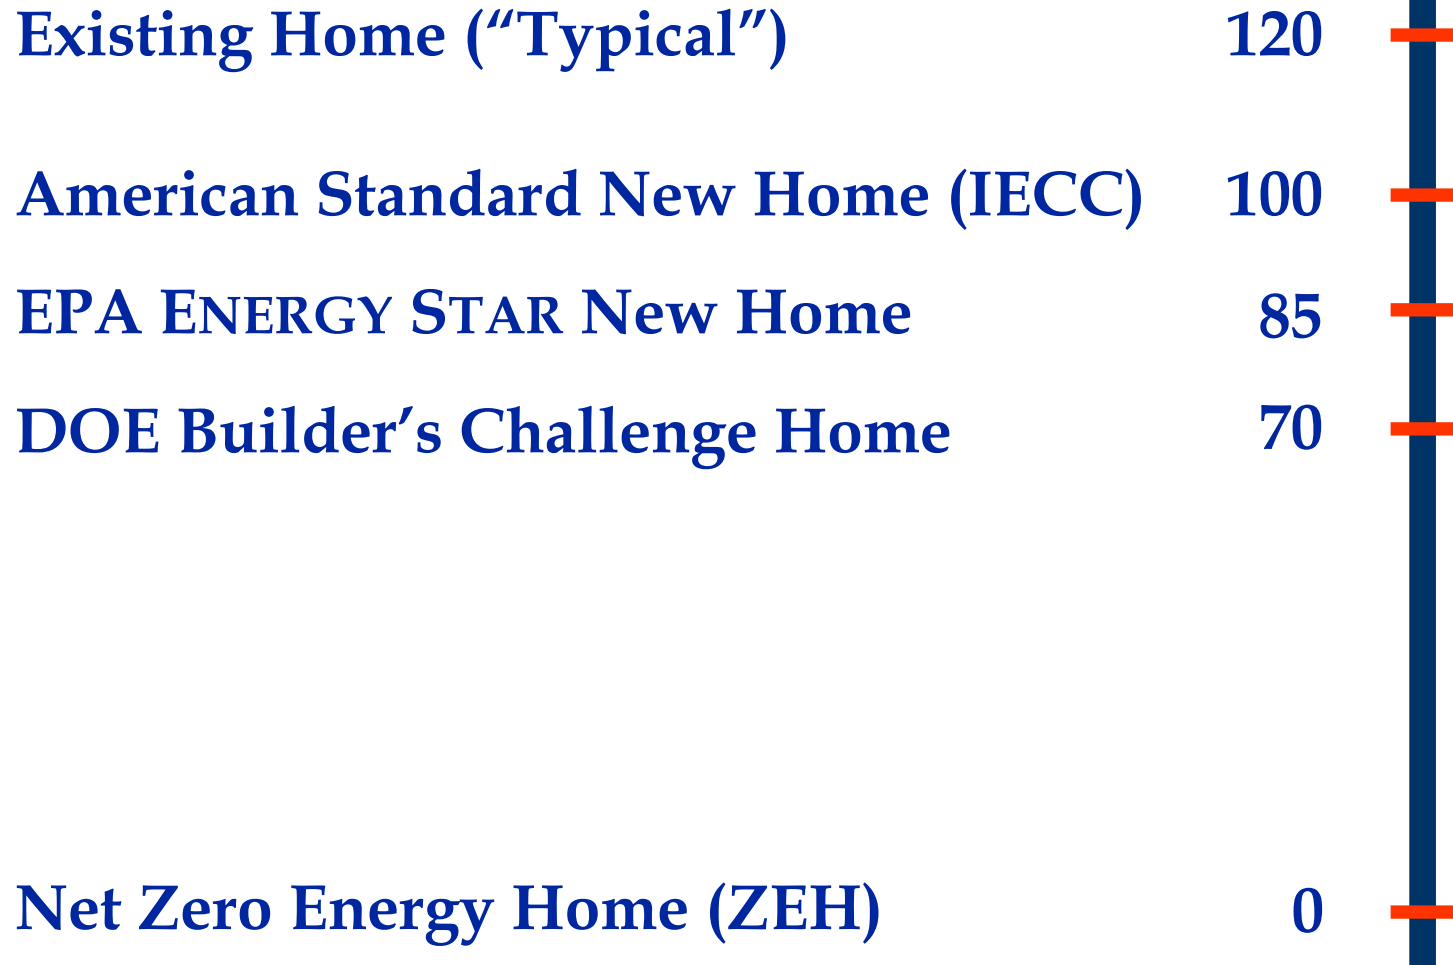 Existing Home (“Typical”) 120
American Standard New Home (IECC) 100
EPA ENERGY STAR New Home 85
DOE Builder’s Challenge Home 70
Net Zero Energy Home (ZEH) 0